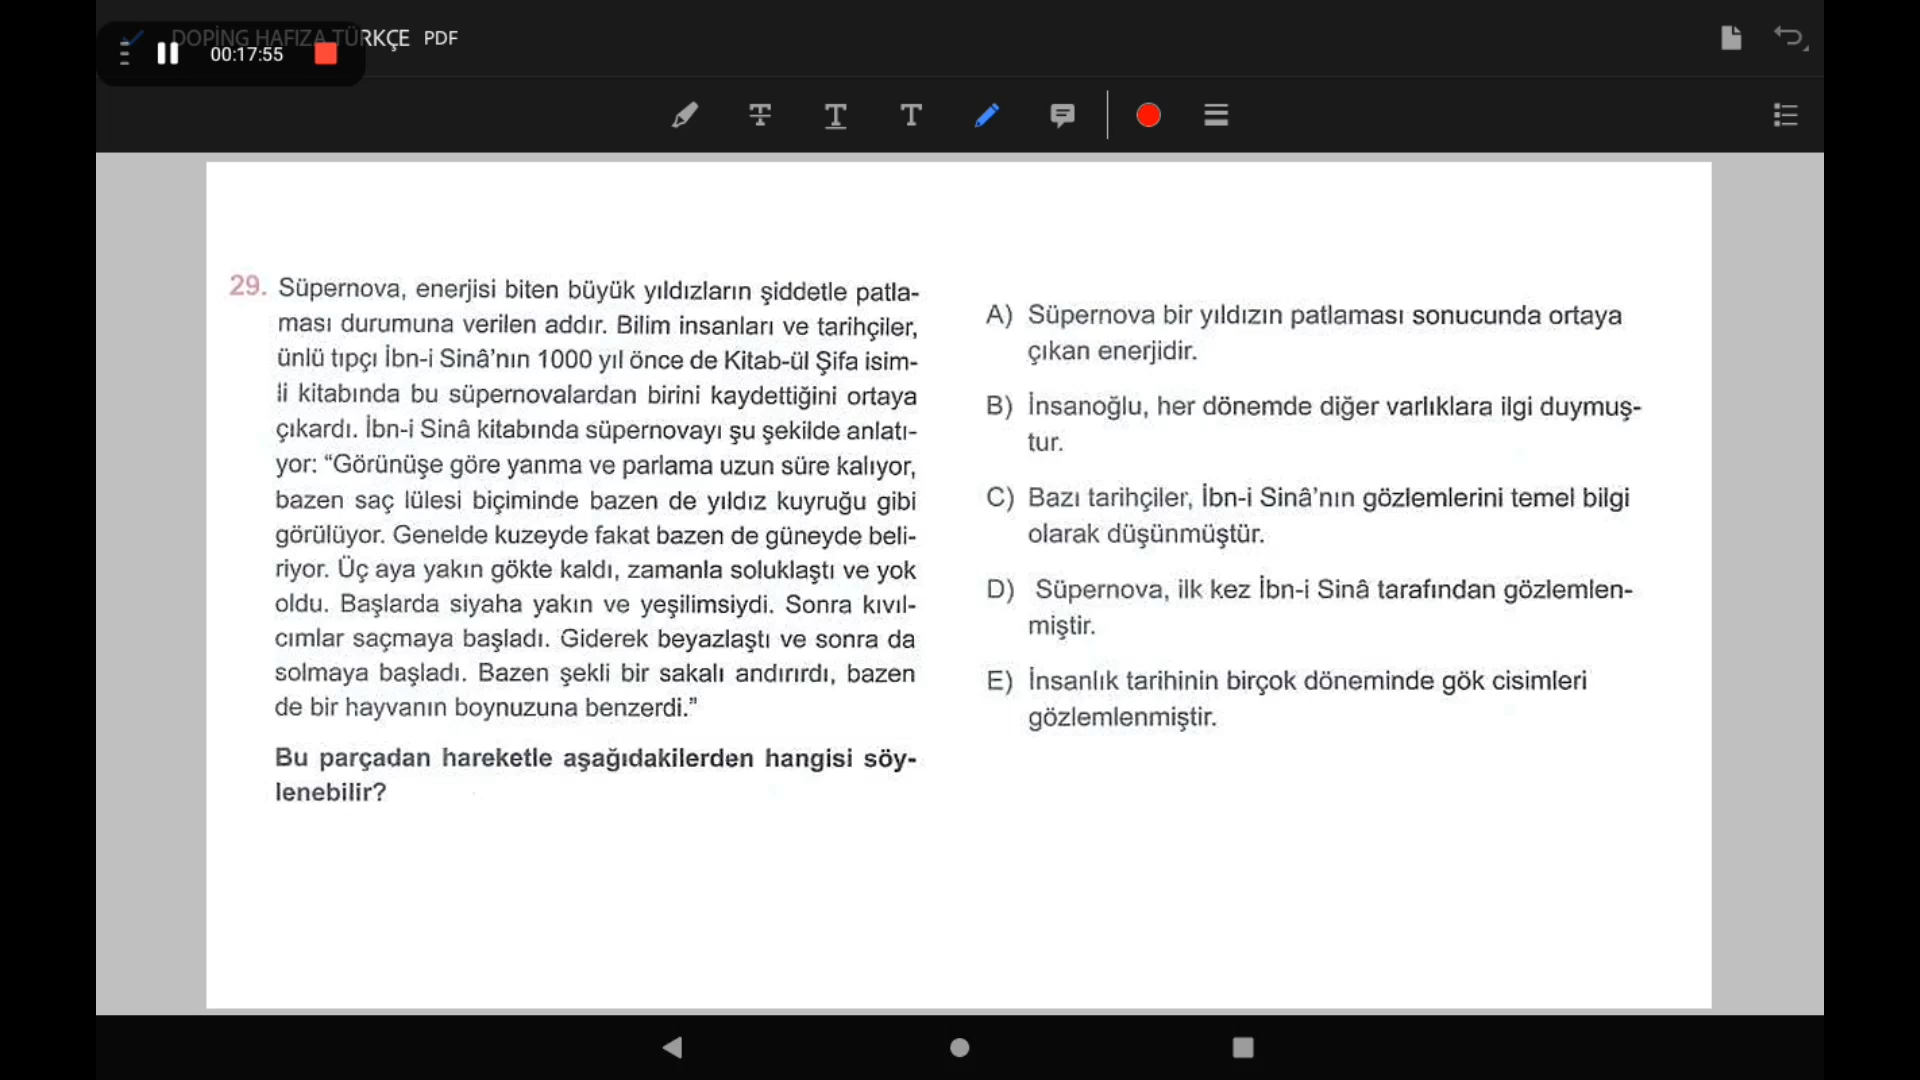 DOPİNG HAFIZA TÜRKÇE PDF
00:17:55
29. Süpernova, enerjisi biten büyük yıldızların şiddetle patla-
ması durumuna verilen addır. Bilim insanları ve tarihçiler,
ünlü tıpçı İbn-i Sinâ’nın 1000 yıl önce de Kitab-ül Şifa isim-
li kitabında bu süpernovalardan birini kaydettiğini ortaya
çıkardı. İbn-i Sinâ kitabında süpernovayı şu şekilde anlatı-
yor: “Görünüşe göre yanma ve parlama uzun süre kalıyor,
bazen saç lülesi biçiminde bazen de yıldız kuyruğu gibi
görülüyor. Genelde kuzeyde fakat bazen de güneyde beli-
riyor. Üç aya yakın gökte kaldı, zamanla soluklaştı ve yok
oldu. Başlarda siyaha yakın ve yeşilimsiydi. Sonra kıvıl-
cımlar saçmaya başladı. Giderek beyazlaştı ve sonra da
solmaya başladı. Bazen şekli bir sakalı andırırdı, bazen
de bir hayvanın boynuzuna benzerdi.”
Bu parçadan hareketle aşağıdakilerden hangisi söy-
lenebilir?
A) Süpernova bir yıldızın patlaması sonucunda ortaya
çıkan enerjidir.
B) İnsanoğlu, her dönemde diğer varlıklara ilgi duymuş-
tur.
C) Bazı tarihçiler, İbn-i Sinâ’nın gözlemlerini temel bilgi
olarak düşünmüştür.
D) Süpernova, ilk kez İbn-i Sinâ tarafından gözlemlen-
miştir.
E) İnsanlık tarihinin birçok döneminde gök cisimleri
gözlemlenmiştir.